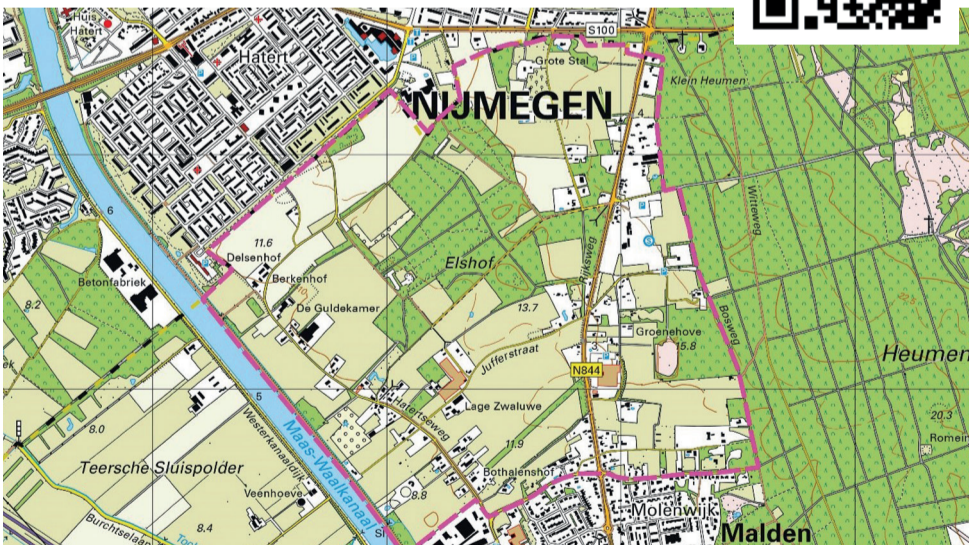 Huis
Hatert
S100
Hatert
Grote Stal
Klein Heumen
NIJMEGEN
Witteweg
6
11.6
Delsenhof
Elshof
Rijksweg
Betonfabriek
Berkenhof
8.2
De Guldekamer
13.7
Bosweg
Groenehove
15.8
Jufferstraat
Heumen
N844
5
Hatertseweg
Lage Zwaluwe
20.3
Maas-Waalkanaal
Westerkanaaldijk
8.0
11.9
Romein
Teersche Sluispolder
Bothalenshof
Veenhoeve
8.8
Molenwijk
Burchtselaan
8.4
Sl
Malden